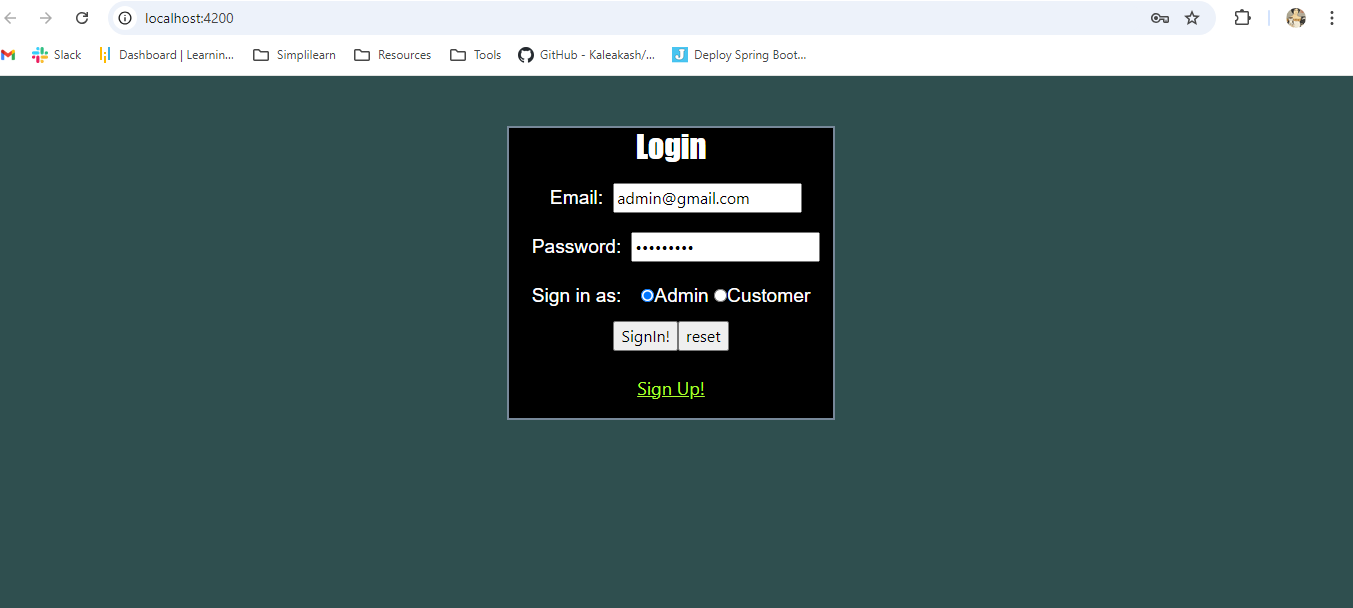 localhost:4200
Slack Dashboard | Learnin... Simplilearn Resources Tools GitHub - Kaleakash/... J Deploy Spring Boot...
Login
Email: admin@gmail.com
Password: •••••••••
Sign in as: Admin Customer
SignIn! reset
Sign Up!